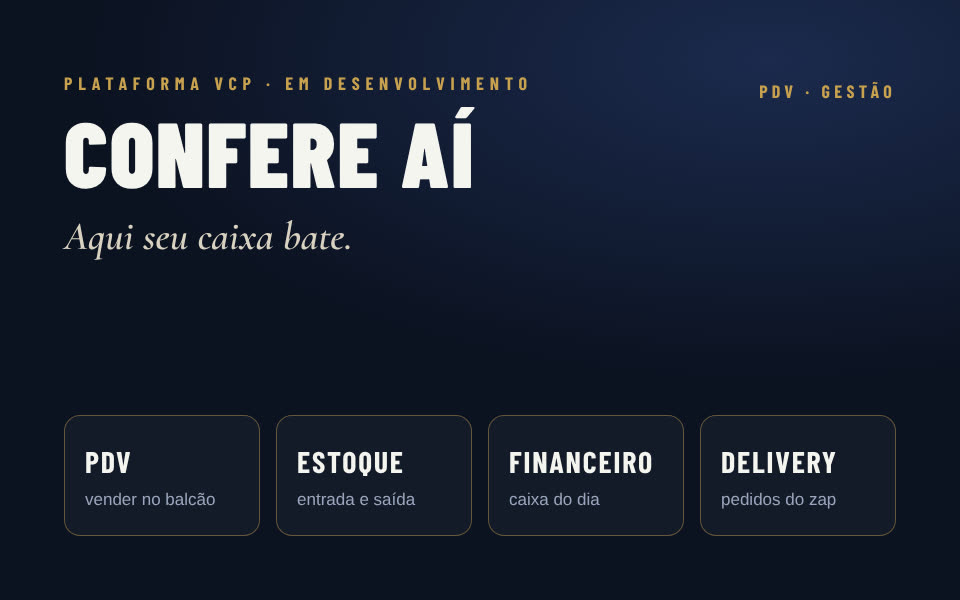 PLATAFORMA VCP · EM DESENVOLVIMENTO
PDV · GESTÃO
CONFERE AÍ
Aqui seu caixa bate.
PDV
vender no balcão
ESTOQUE
entrada e saída
FINANCEIRO
caixa do dia
DELIVERY
pedidos do zap